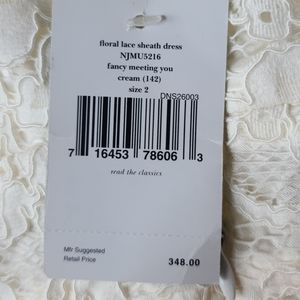 floral lace sheath dress
NJMU5216
fancy meeting you
cream (142)
size 2
DNS26003
7 16453 78606 3
read the classics
Mfr Suggested
Retail Price
348.00